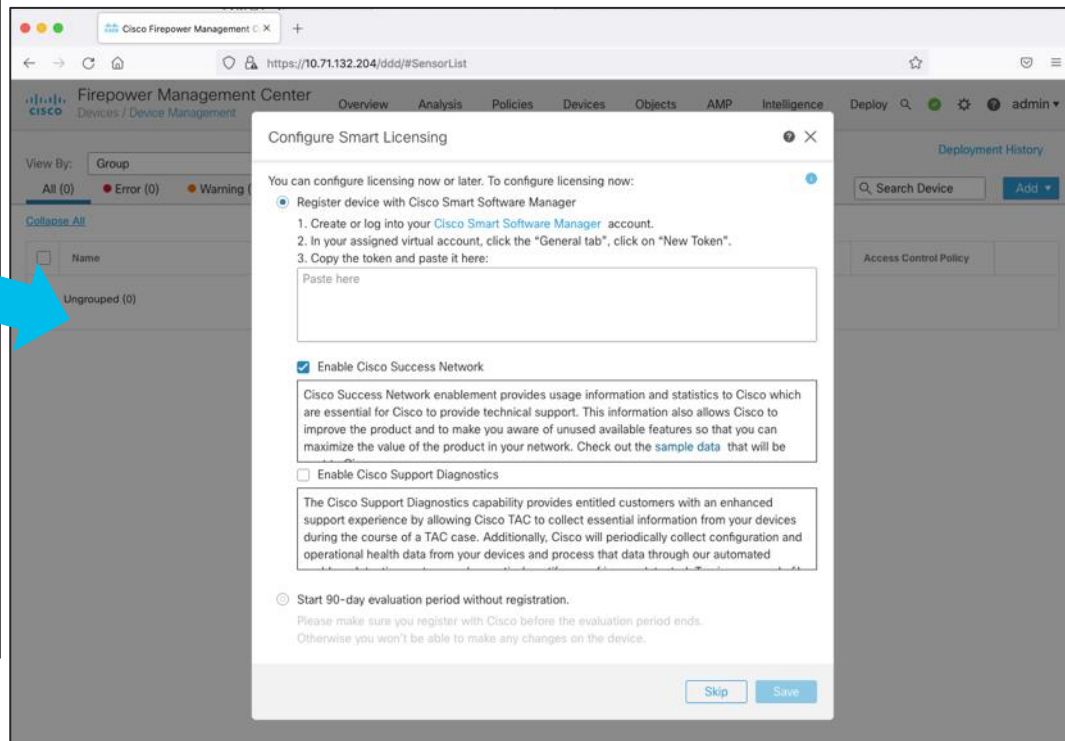 Cisco Firepower Management C
https://10.71.132.204/ddd/#SensorList
CISCO
Firepower Management Center
Devices / Device Management
Overview Analysis Policies Devices Objects AMP Intelligence Deploy admin
Configure Smart Licensing
Deployment History
View By: Group
All (0) Error (0) Warning (
Search Device
Add
Collapse All
Name
Access Control Policy
Ungrouped (0)
You can configure licensing now or later. To configure licensing now:
Register device with Cisco Smart Software Manager
1. Create or log into your Cisco Smart Software Manager account.
2. In your assigned virtual account, click the “General tab”, click on “New Token”.
3. Copy the token and paste it here:
Paste here
Enable Cisco Success Network
Cisco Success Network enablement provides usage information and statistics to Cisco which
are essential for Cisco to provide technical support. This information also allows Cisco to
improve the product and to make you aware of unused available features so that you can
maximize the value of the product in your network. Check out the sample data that will be
Enable Cisco Support Diagnostics
The Cisco Support Diagnostics capability provides entitled customers with an enhanced
support experience by allowing Cisco TAC to collect essential information from your devices
during the course of a TAC case. Additionally, Cisco will periodically collect configuration and
operational health data from your devices and process that data through our automated
Start 90-day evaluation period without registration.
Please make sure you register with Cisco before the evaluation period ends.
Otherwise you won't be able to make any changes on the device.
Skip Save